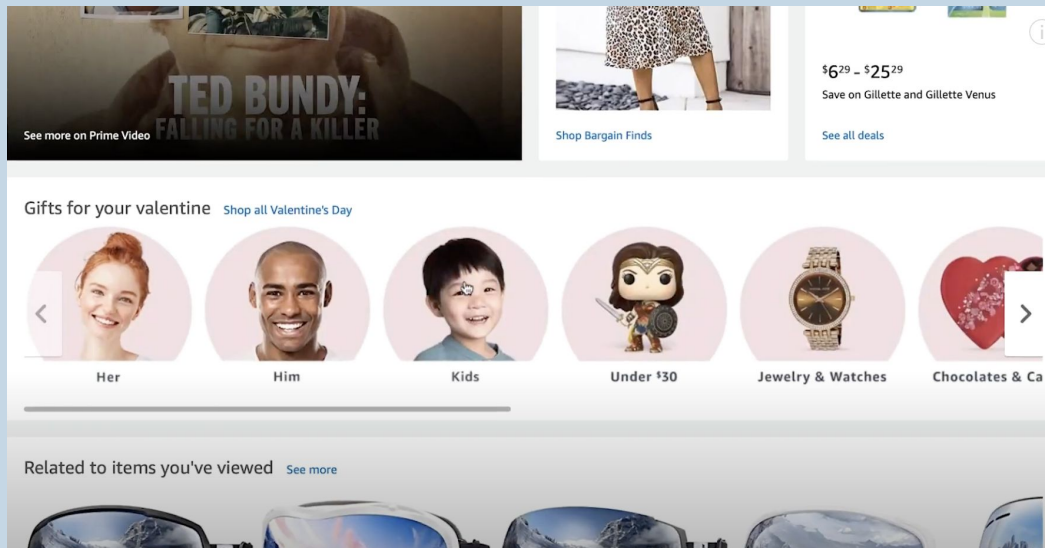 TED BUNDY:
FALLING FOR A KILLER
See more on Prime Video
Shop Bargain Finds
$6.29 - $25.29
Save on Gillette and Gillette Venus
See all deals
Gifts for your valentine Shop all Valentine's Day
Her
Him
Kids
Under $30
Jewelry & Watches
Chocolates & Ca
Related to items you've viewed See more